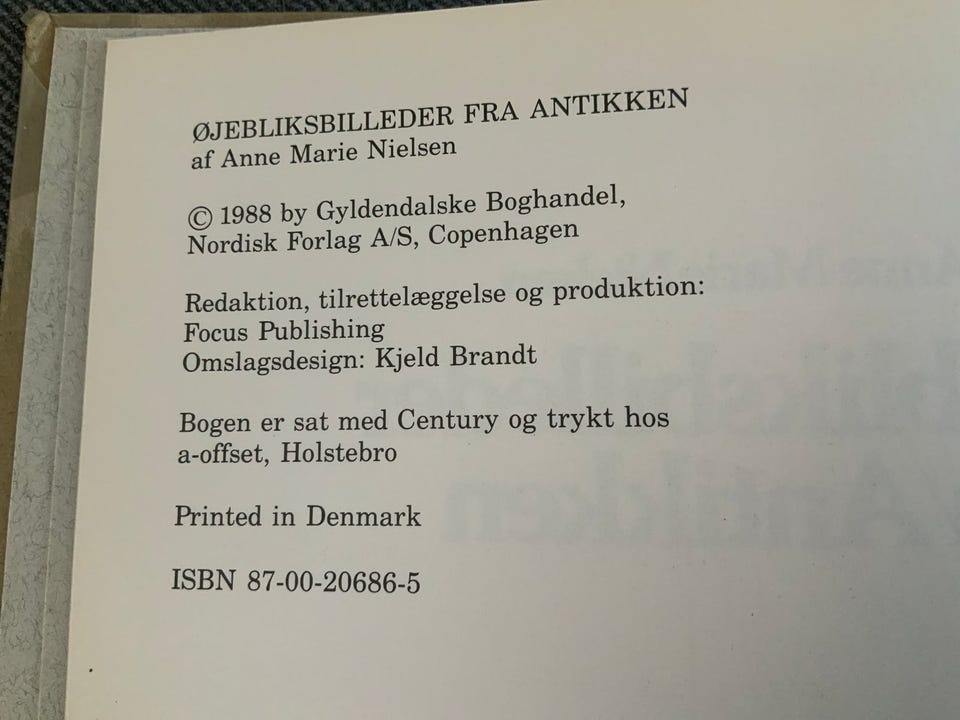 ØJEBLIKSBILLEDER FRA ANTIKKEN
af Anne Marie Nielsen
© 1988 by Gyldendalske Boghandel,
Nordisk Forlag A/S, Copenhagen
Redaktion, tilrettelæggelse og produktion:
Focus Publishing
Omslagsdesign: Kjeld Brandt
Bogen er sat med Century og trykt hos
a-offset, Holstebro
Printed in Denmark
ISBN 87-00-20686-5